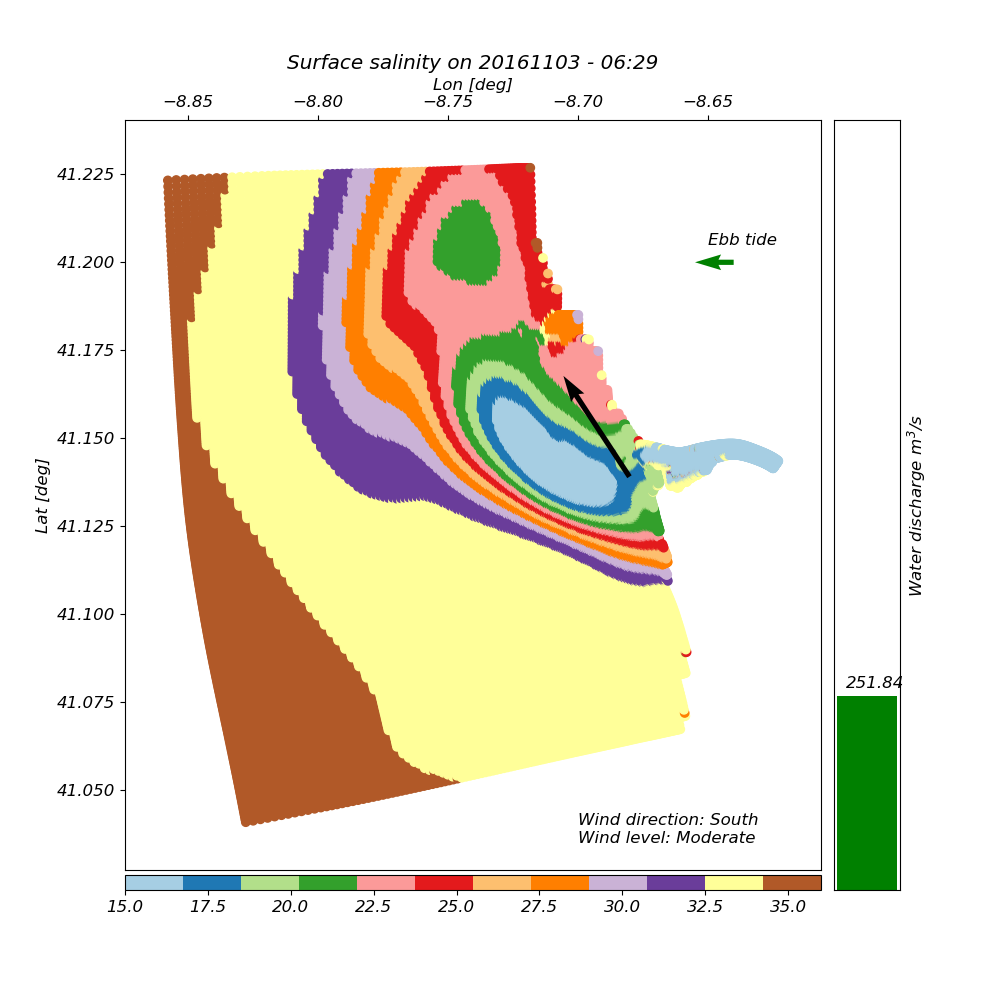 Surface salinity on 20161103 - 06:29
Lon [deg]
−8.85 −8.80 −8.75 −8.70 −8.65
41.225
41.200
41.175
41.150
41.125
41.100
41.075
41.050
Lat [deg]
Ebb tide
Wind direction: South
Wind level: Moderate
15.0 17.5 20.0 22.5 25.0 27.5 30.0 32.5 35.0
251.84
Water discharge m³/s